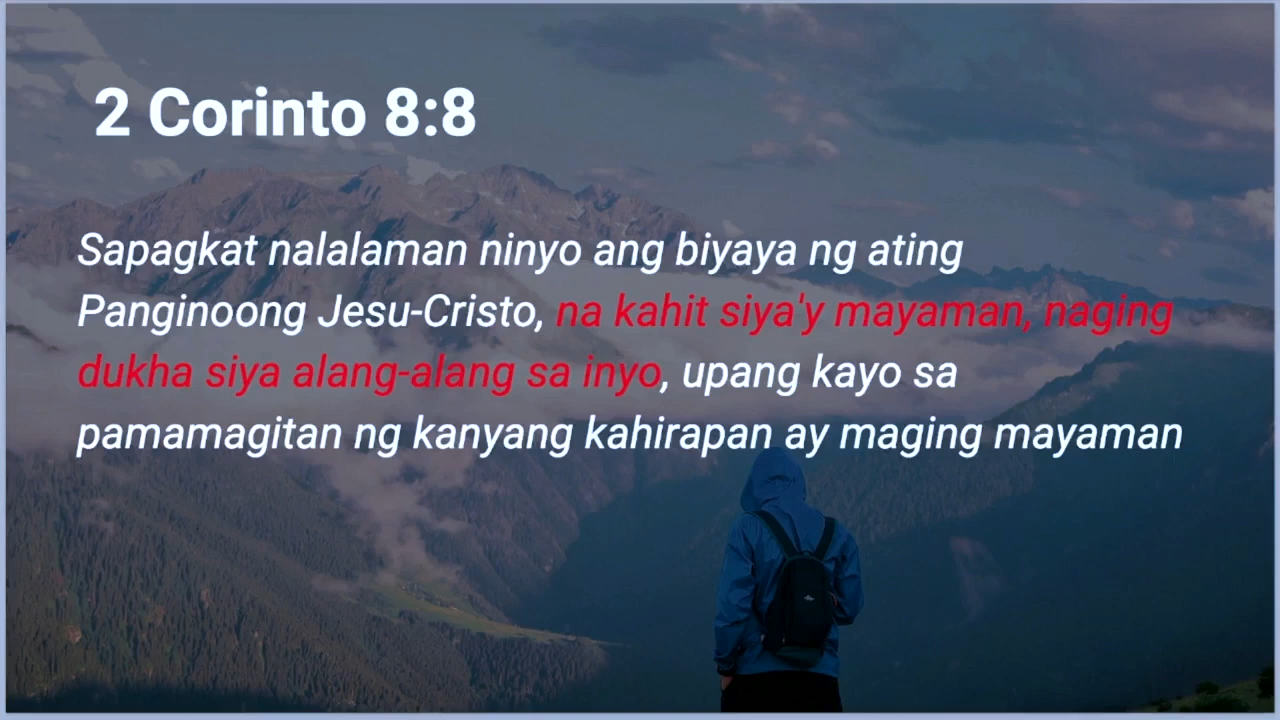 2 Corinto 8:8
Sapagkat nalalaman ninyo ang biyaya ng ating
Panginoong Jesu-Cristo, na kahit siya'y mayaman, naging
dukha siya alang-alang sa inyo, upang kayo sa
pamamagitan ng kanyang kahirapan ay maging mayaman